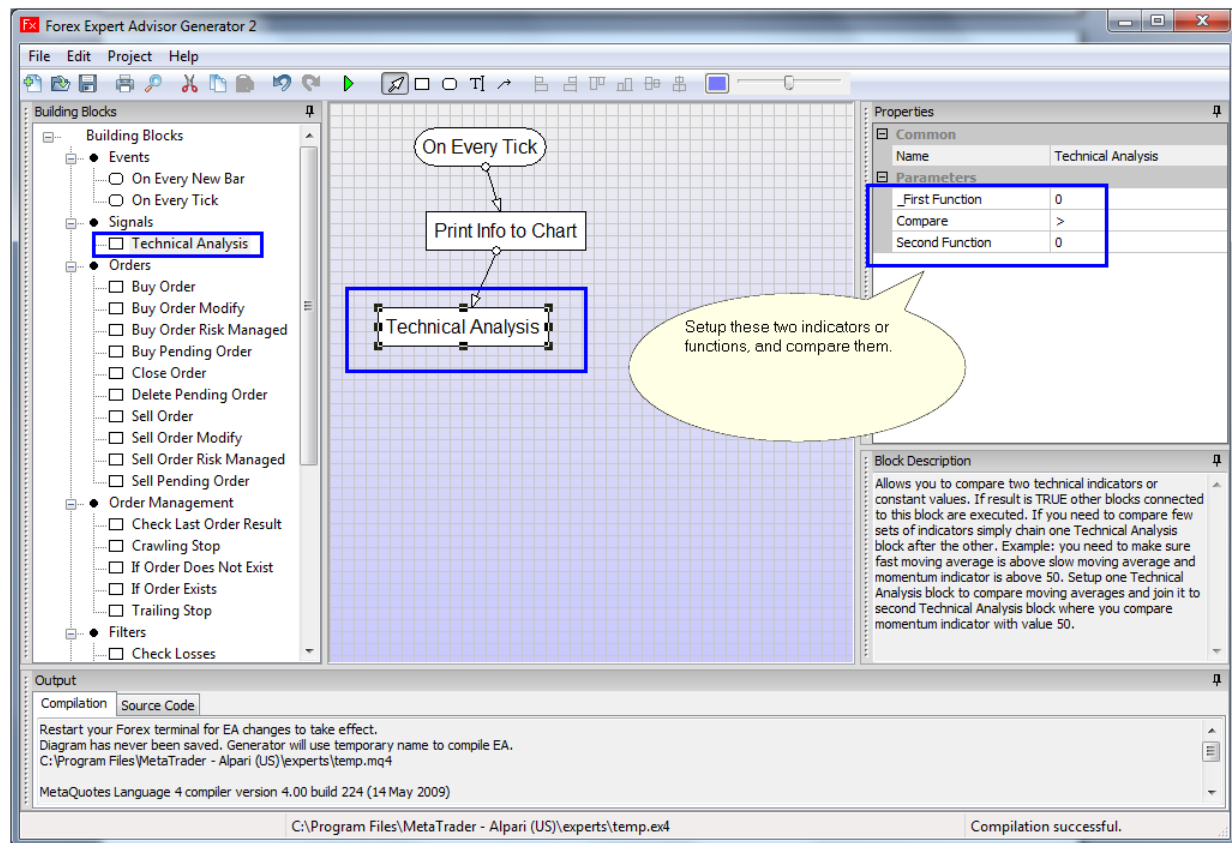 Forex Expert Advisor Generator 2
File Edit Project Help
Building Blocks
Building Blocks
Events
On Every New Bar
On Every Tick
Signals
Technical Analysis
Orders
Buy Order
Buy Order Modify
Buy Order Risk Managed
Buy Pending Order
Close Order
Delete Pending Order
Sell Order
Sell Order Modify
Sell Order Risk Managed
Sell Pending Order
Order Management
Check Last Order Result
Crawling Stop
If Order Does Not Exist
If Order Exists
Trailing Stop
Filters
Check Losses
On Every Tick
Print Info to Chart
Technical Analysis
Properties
Common
Name Technical Analysis
Parameters
_First Function 0
Compare >
Second Function 0
Setup these two indicators or
functions, and compare them.
Block Description
Allows you to compare two technical indicators or
constant values. If result is TRUE other blocks connected
to this block are executed. If you need to compare few
sets of indicators simply chain one Technical Analysis
block after the other. Example: you need to make sure
fast moving average is above slow moving average and
momentum indicator is above 50. Setup one Technical
Analysis block to compare moving averages and join it to
second Technical Analysis block where you compare
momentum indicator with value 50.
Output
Compilation Source Code
Restart your Forex terminal for EA changes to take effect.
Diagram has never been saved. Generator will use temporary name to compile EA.
C:\Program Files\MetaTrader - Alpari (US)\experts\temp.mq4
MetaQuotes Language 4 compiler version 4.00 build 224 (14 May 2009)
C:\Program Files\MetaTrader - Alpari (US)\experts\temp.ex4
Compilation successful.